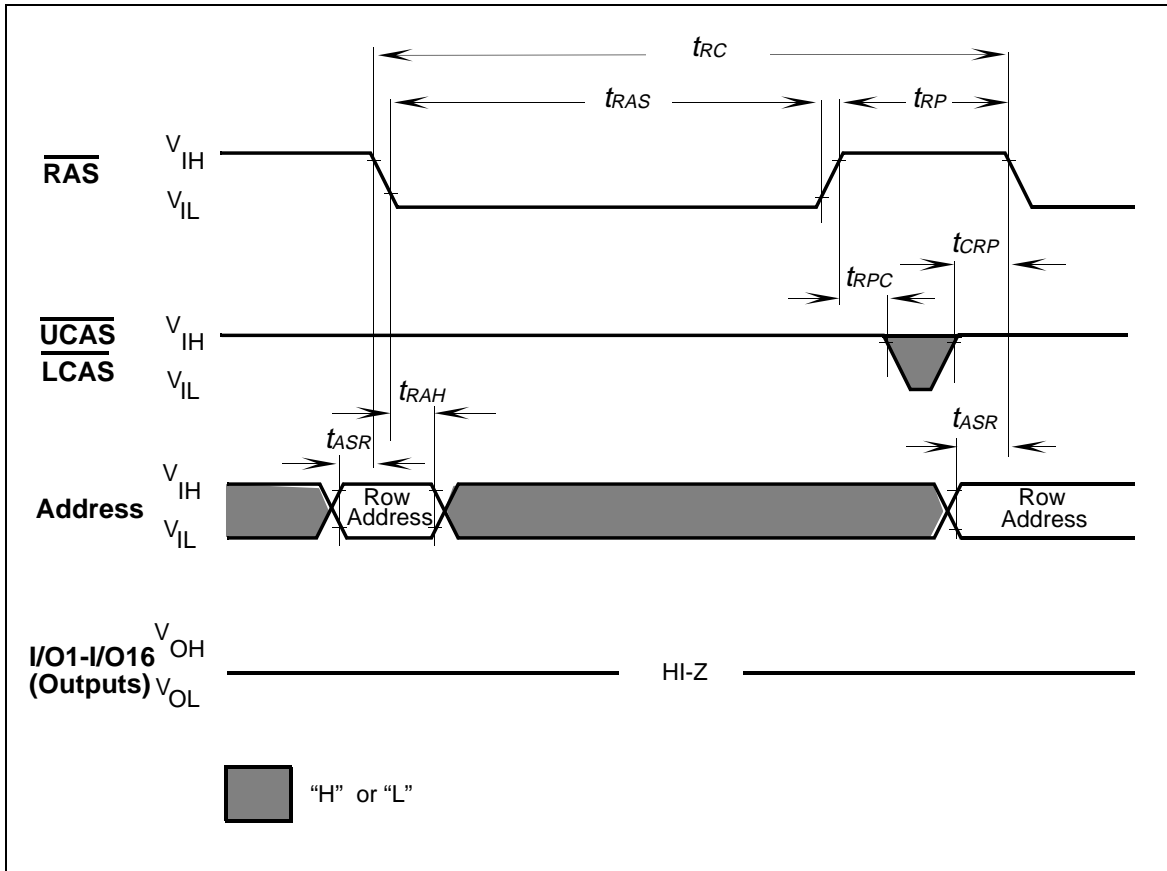 tRC
tRAS
tRP
RAS
VIH
VIL
tCRP
tRPC
UCAS
LCAS
VIH
VIL
tRAH
tASR
tASR
Address
VIH
VIL
Row
Address
Row
Address
I/O1-I/O16
(Outputs)
VOH
VOL
HI-Z
“H” or “L”